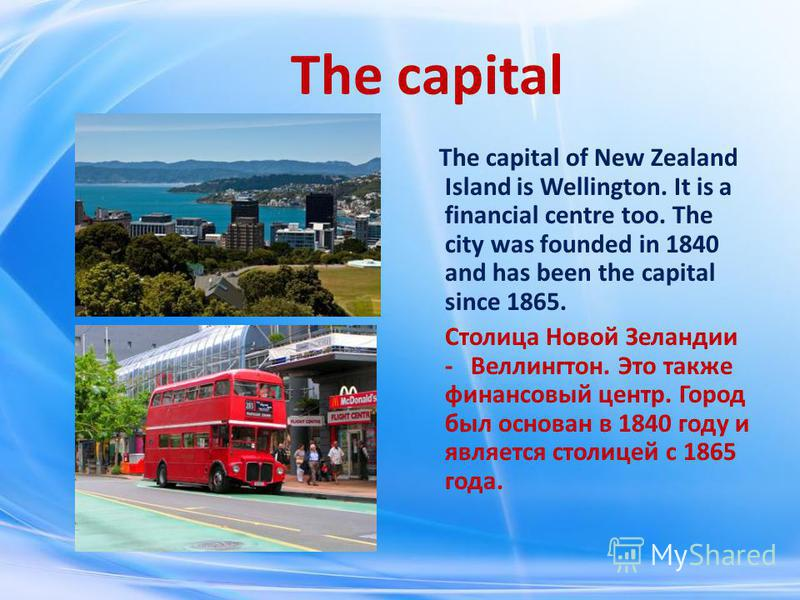 The capital
The capital of New Zealand
Island is Wellington. It is a
financial centre too. The
city was founded in 1840
and has been the capital
since 1865.
Столица Новой Зеландии
- Веллингтон. Это также
финансовый центр. Город
был основан в 1840 году и
является столицей с 1865
года.
McDonald's
FLIGHT CENTRE
FLIGHT CENTRE
MyShared